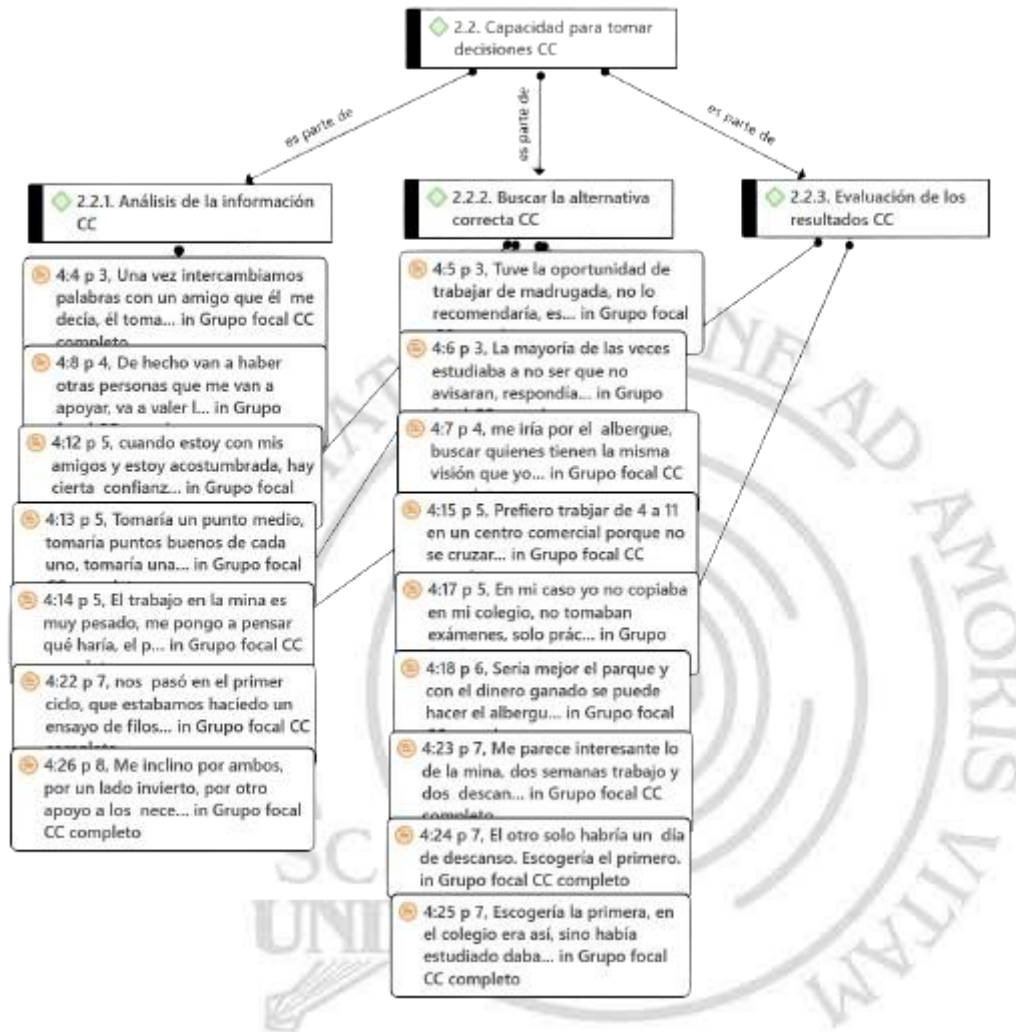 2.2. Capacidad para tomar
decisiones CC
es parte de
es parte de
es parte de
2.2.1. Análisis de la información
CC
2.2.2. Buscar la alternativa
correcta CC
2.2.3. Evaluación de los
resultados CC
4:4 p 3, Una vez intercambiamos
palabras con un amigo que él me
decía, él toma... in Grupo focal CC
completo
4:8 p 4, De hecho van a haber
otras personas que me van a
apoyar, va a valer l... in Grupo
4:12 p 5, cuando estoy con mis
amigos y estoy acostumbrada, hay
cierta confianz... in Grupo focal
4:13 p 5, Tomaría un punto medio,
tomaría puntos buenos de cada
uno, tomaría una... in Grupo focal
4:14 p 5, El trabajo en la mina es
muy pesado, me pongo a pensar
qué haría, el p... in Grupo focal CC
4:22 p 7, nos pasó en el primer
ciclo, que estabamos haciedo un
ensayo de filos... in Grupo focal CC
completo
4:26 p 8, Me inclino por ambos,
por un lado invierto, por otro
apoyo a los nece... in Grupo focal
CC completo
4:5 p 3, Tuve la oportunidad de
trabajar de madrugada, no lo
recomendaría, es... in Grupo focal
4:6 p 3, La mayoría de las veces
estudiaba a no ser que no
avisaran, respondía... in Grupo
4:7 p 4, me iría por el albergue,
buscar quienes tienen la misma
visión que yo... in Grupo focal CC
4:15 p 5, Prefiero trabjar de 4 a 11
en un centro comercial porque no
se cruzar... in Grupo focal CC
4:17 p 5, En mi caso yo no copiaba
en mi colegio, no tomaban
exámenes, solo prác... in Grupo
4:18 p 6, Sería mejor el parque y
con el dinero ganado se puede
hacer el albergu... in Grupo focal
4:23 p 7, Me parece interesante lo
de la mina, dos semanas trabajo y
dos descan... in Grupo focal CC
completo
4:24 p 7, El otro solo habría un día
de descanso. Escogería el primero.
in Grupo focal CC completo
4:25 p 7, Escogería la primera, en
el colegio era así, sino había
estudiado daba... in Grupo focal
CC completo
NE AD AMORIS VITAM
SC
UNI